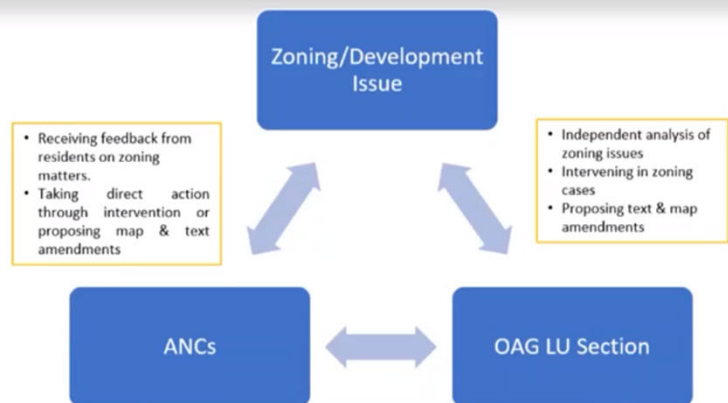 Zoning/Development
Issue
• Receiving feedback from
residents on zoning
matters.
• Taking direct action
through intervention or
proposing map & text
amendments
• Independent analysis of
zoning issues
• Intervening in zoning
cases
• Proposing text & map
amendments
ANCs
OAG LU Section